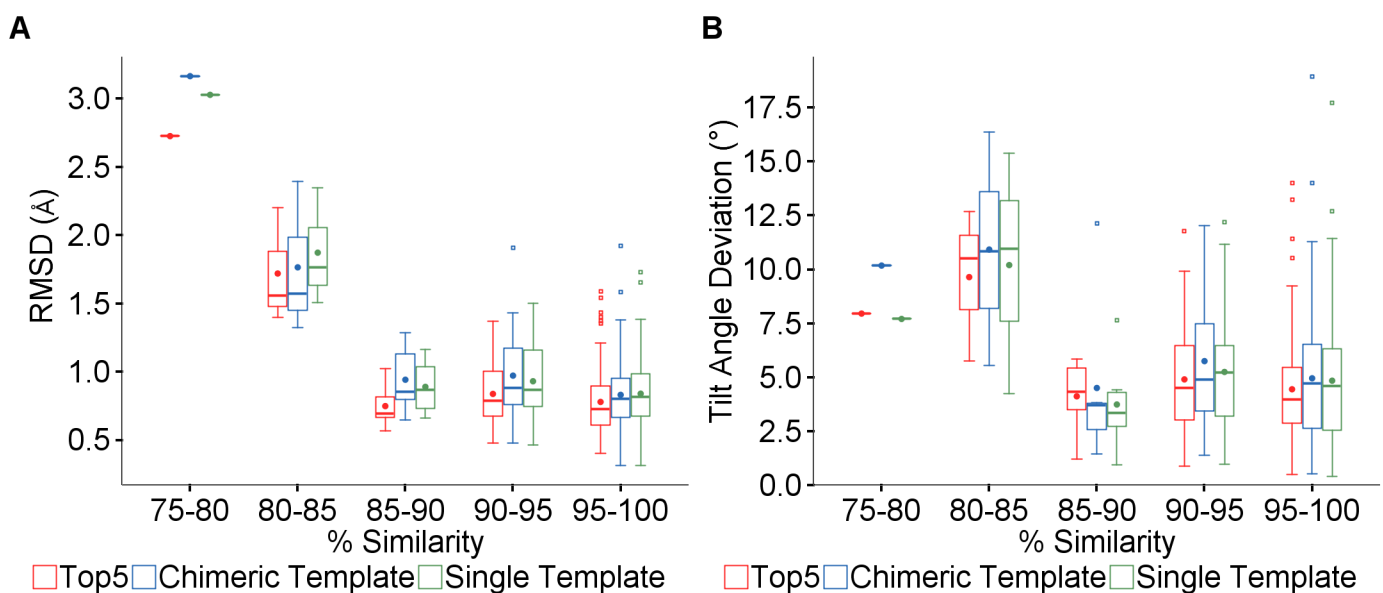 A
RMSD (Å)
3.0
2.5
2.0
1.5
1.0
0.5
75-80 80-85 85-90 90-95 95-100
% Similarity
Top5 Chimeric Template Single Template
B
Tilt Angle Deviation (°)
17.5
15.0
12.5
10.0
7.5
5.0
2.5
0.0
75-80 80-85 85-90 90-95 95-100
% Similarity
Top5 Chimeric Template Single Template